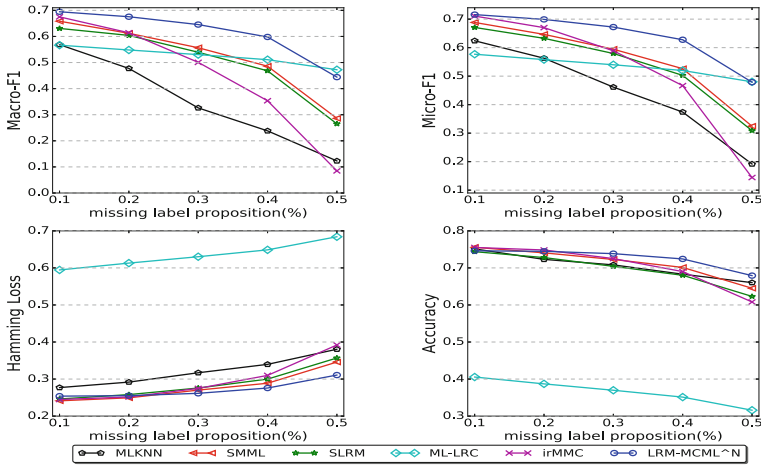 0.7
0.6
0.5
0.4
0.3
0.2
0.1
0.0
Macro-F1
0.1 0.2 0.3 0.4 0.5
missing label proposition(%)
0.7
0.6
0.5
0.4
0.3
0.2
0.1
Micro-F1
0.1 0.2 0.3 0.4 0.5
missing label proposition(%)
0.7
0.6
0.5
0.4
0.3
0.2
Hamming Loss
0.1 0.2 0.3 0.4 0.5
missing label proposition(%)
0.8
0.7
0.6
0.5
0.4
0.3
Accuracy
0.1 0.2 0.3 0.4 0.5
missing label proposition(%)
MLKNN SMML SLRM ML-LRC irMMC LRM-MCML^N